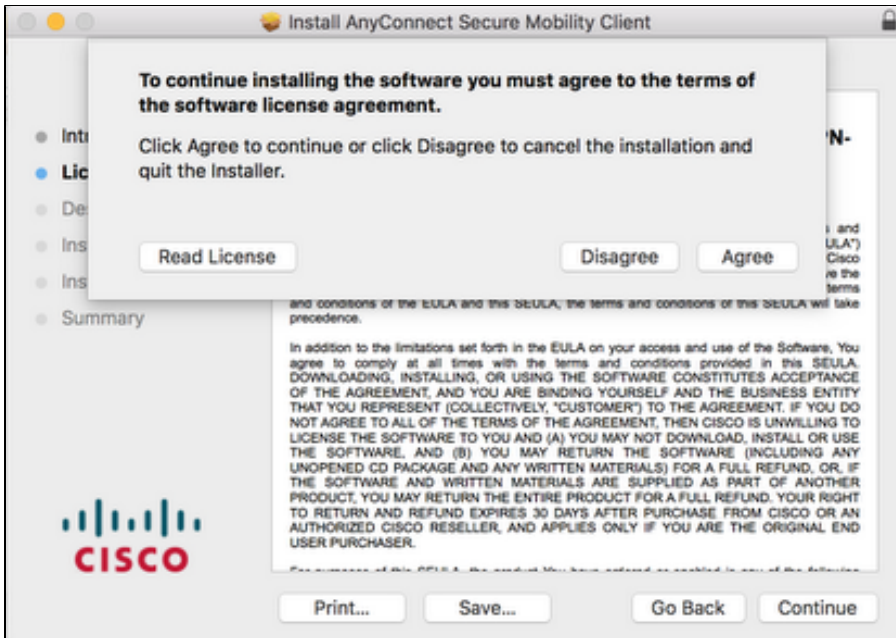 Install AnyConnect Secure Mobility Client
To continue installing the software you must agree to the terms of
the software license agreement.
Click Agree to continue or click Disagree to cancel the installation and
quit the Installer.
Read License
Disagree
Agree
Summary
and conditions of the EULA and this SEULA, the terms and conditions of this SEULA will take
precedence.
In addition to the limitations set forth in the EULA on your access and use of the Software, You
agree to comply at all times with the terms and conditions provided in this SEULA.
DOWNLOADING, INSTALLING, OR USING THE SOFTWARE CONSTITUTES ACCEPTANCE
OF THE AGREEMENT, AND YOU ARE BINDING YOURSELF AND THE BUSINESS ENTITY
THAT YOU REPRESENT (COLLECTIVELY, "CUSTOMER") TO THE AGREEMENT. IF YOU DO
NOT AGREE TO ALL OF THE TERMS OF THE AGREEMENT, THEN CISCO IS UNWILLING TO
LICENSE THE SOFTWARE TO YOU AND (A) YOU MAY NOT DOWNLOAD, INSTALL OR USE
THE SOFTWARE, AND (B) YOU MAY RETURN THE SOFTWARE (INCLUDING ANY
UNOPENED CD PACKAGE AND ANY WRITTEN MATERIALS) FOR A FULL REFUND, OR, IF
THE SOFTWARE AND WRITTEN MATERIALS ARE SUPPLIED AS PART OF ANOTHER
PRODUCT, YOU MAY RETURN THE ENTIRE PRODUCT FOR A FULL REFUND. YOUR RIGHT
TO RETURN AND REFUND EXPIRES 30 DAYS AFTER PURCHASE FROM CISCO OR AN
AUTHORIZED CISCO RESELLER, AND APPLIES ONLY IF YOU ARE THE ORIGINAL END
USER PURCHASER.
CISCO
Print...
Save...
Go Back
Continue